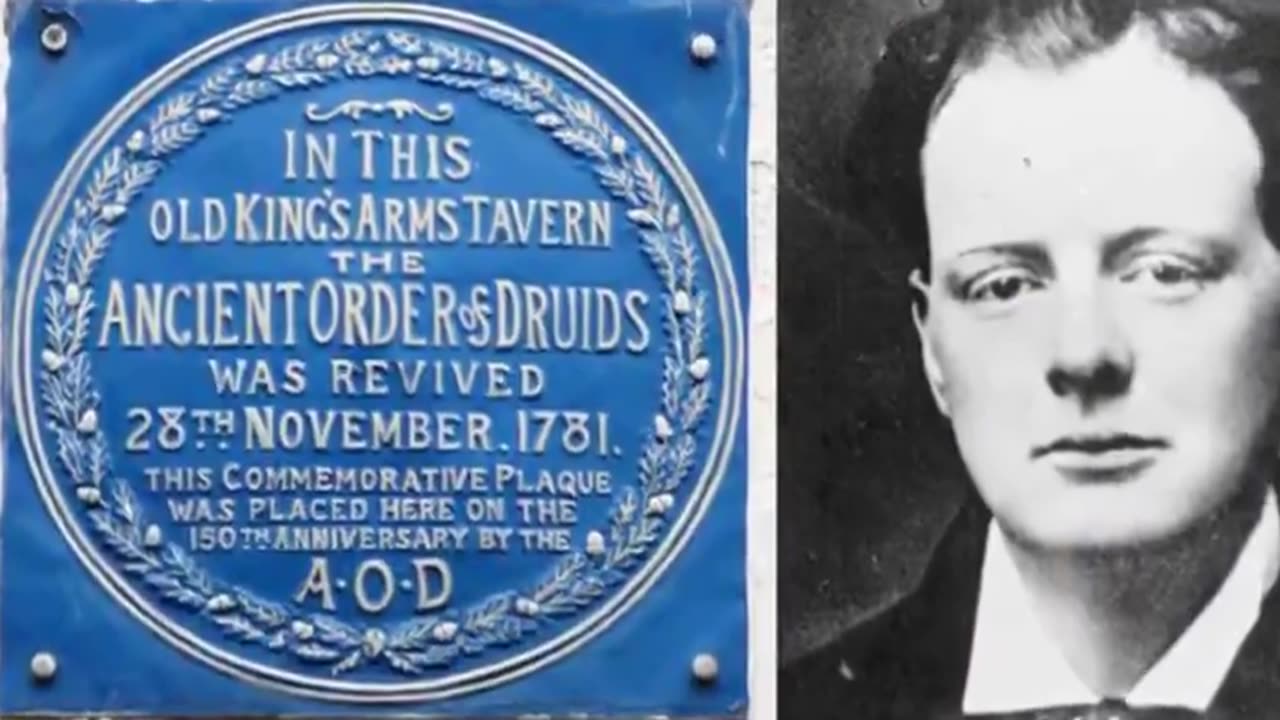 IN THIS
OLD KING'S ARMS TAVERN
THE
ANCIENT ORDER of DRUIDS
WAS REVIVED
28TH NOVEMBER. 1781.
THIS COMMEMORATIVE PLAQUE
WAS PLACED HERE ON THE
150TH ANNIVERSARY BY THE
A·O·D